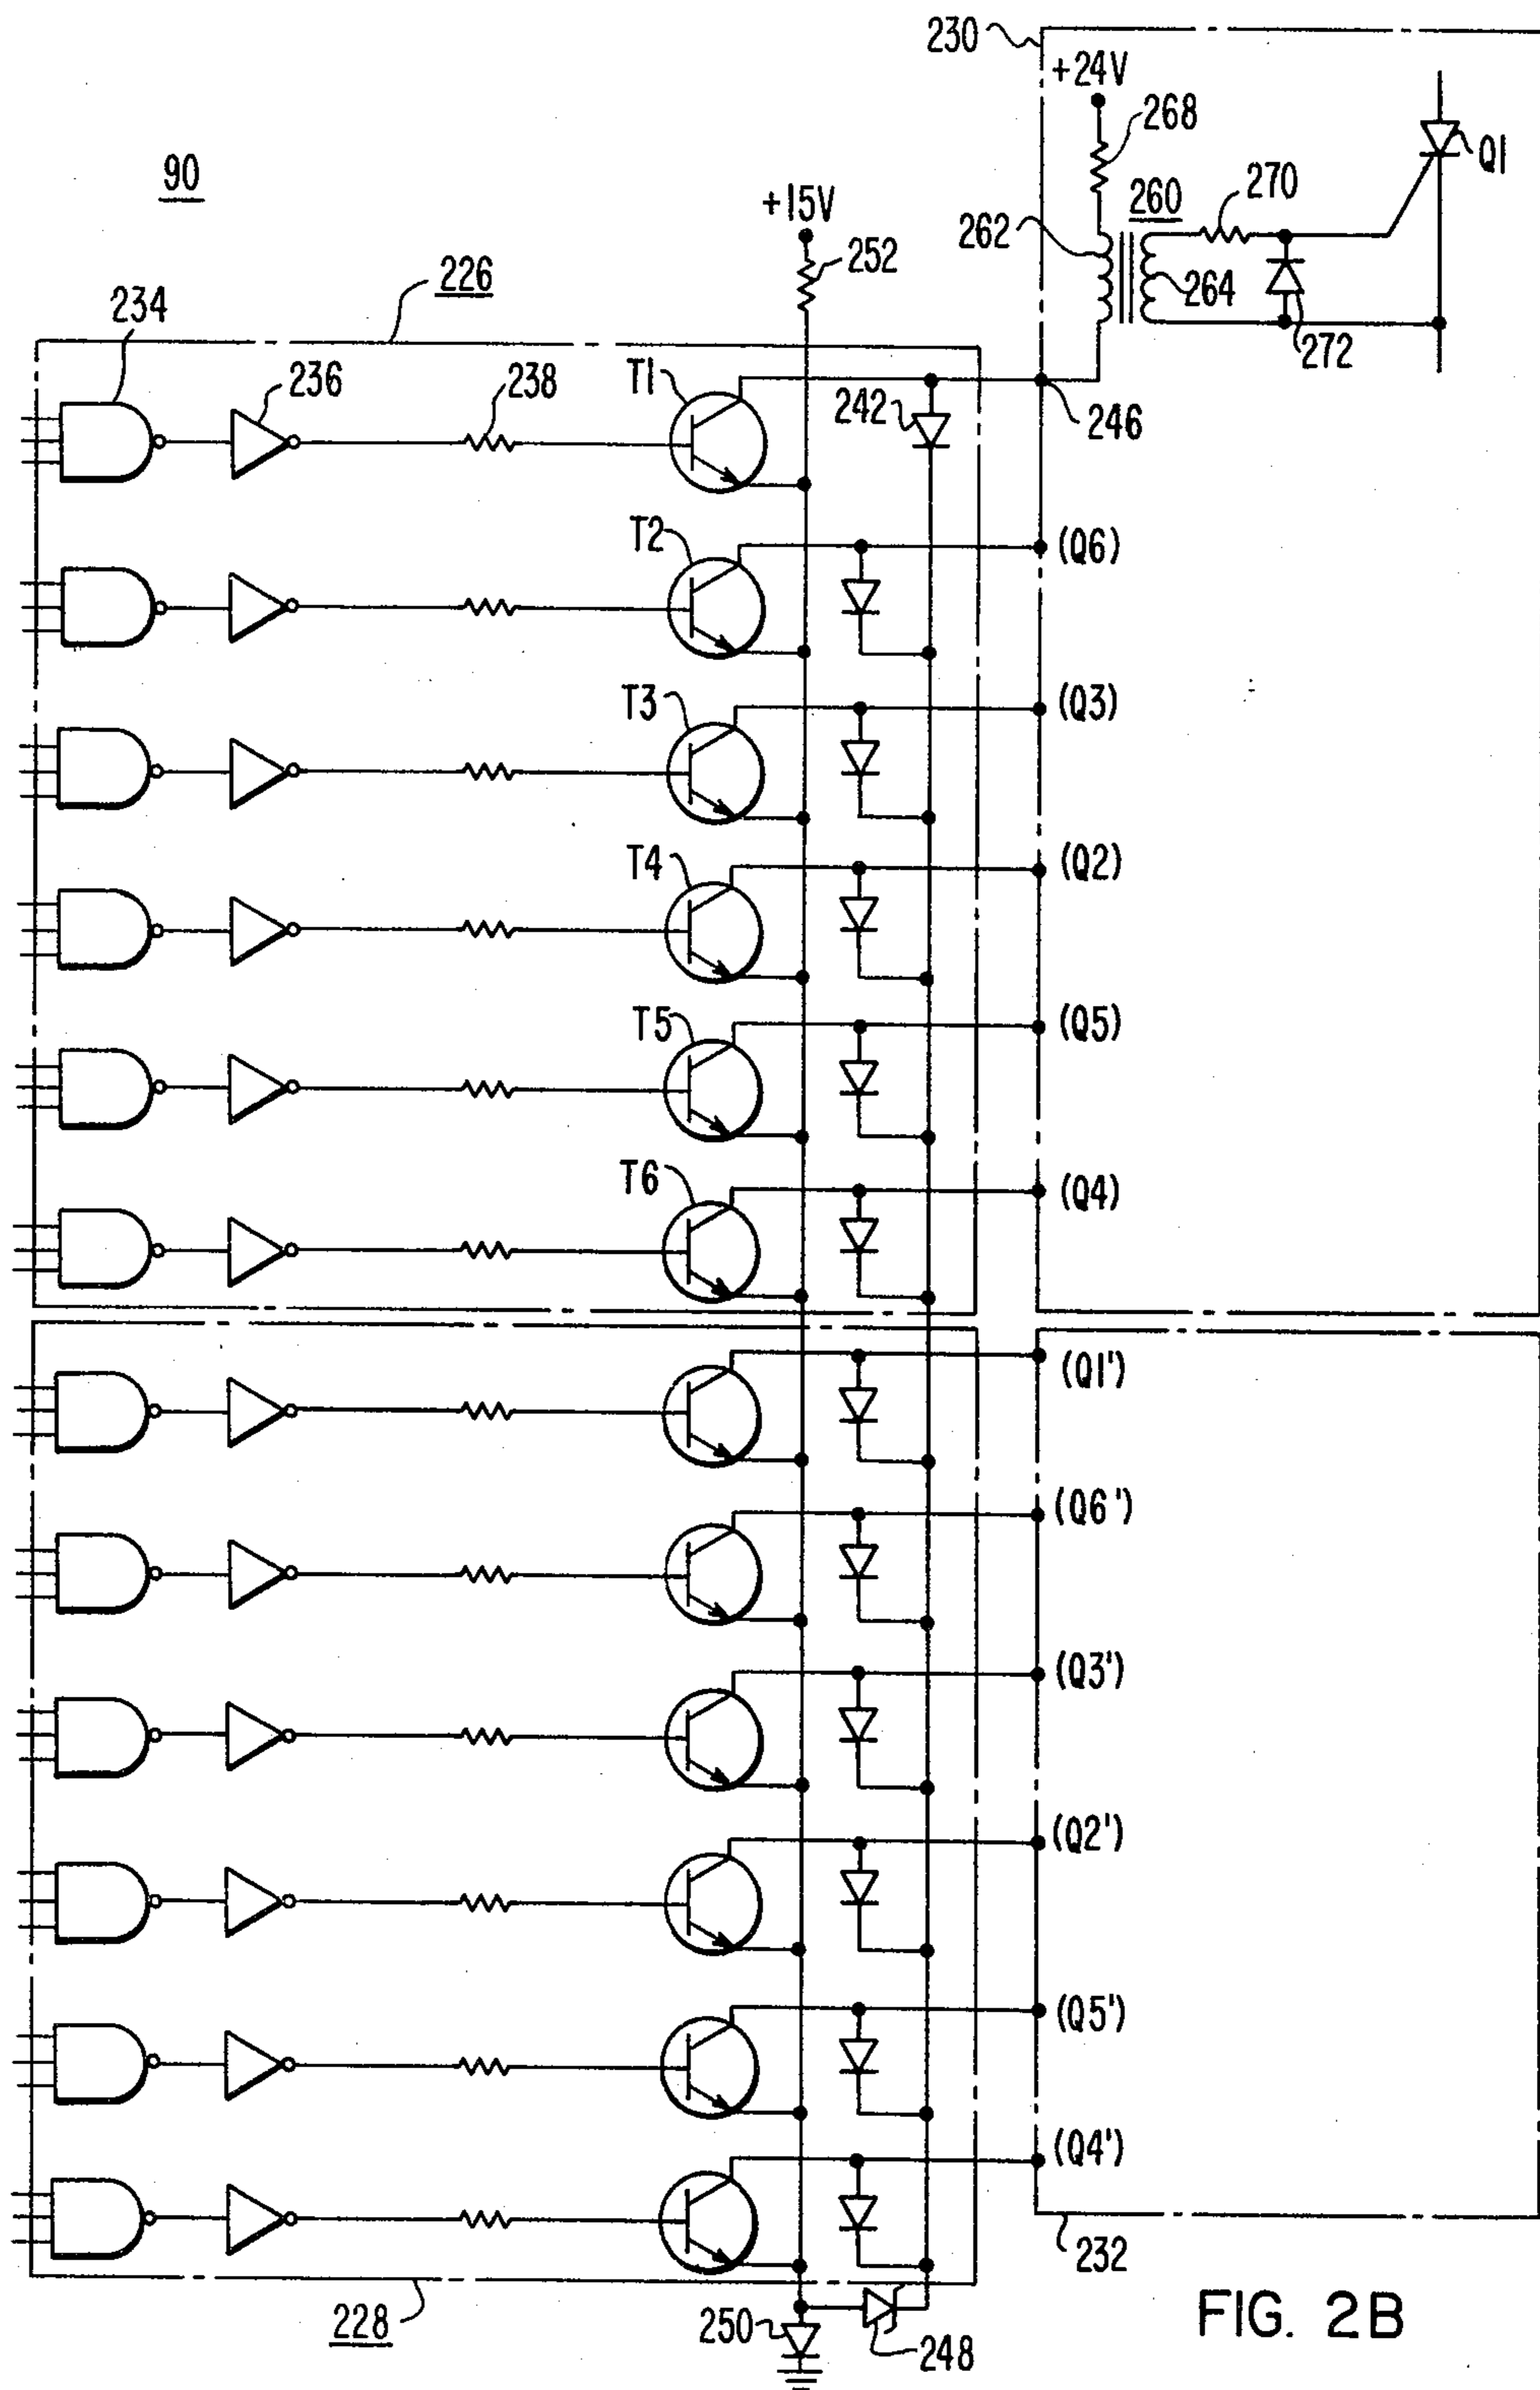 230
+24V
268
Q1
90
260
270
+15V
262
252
264
226
272
234
236
238
T1
242
246
T2
(Q6)
T3
(Q3)
T4
(Q2)
T5
(Q5)
T6
(Q4)
(Q1')
(Q6')
(Q3')
(Q2')
(Q5')
(Q4')
232
228
250
248
FIG. 2B